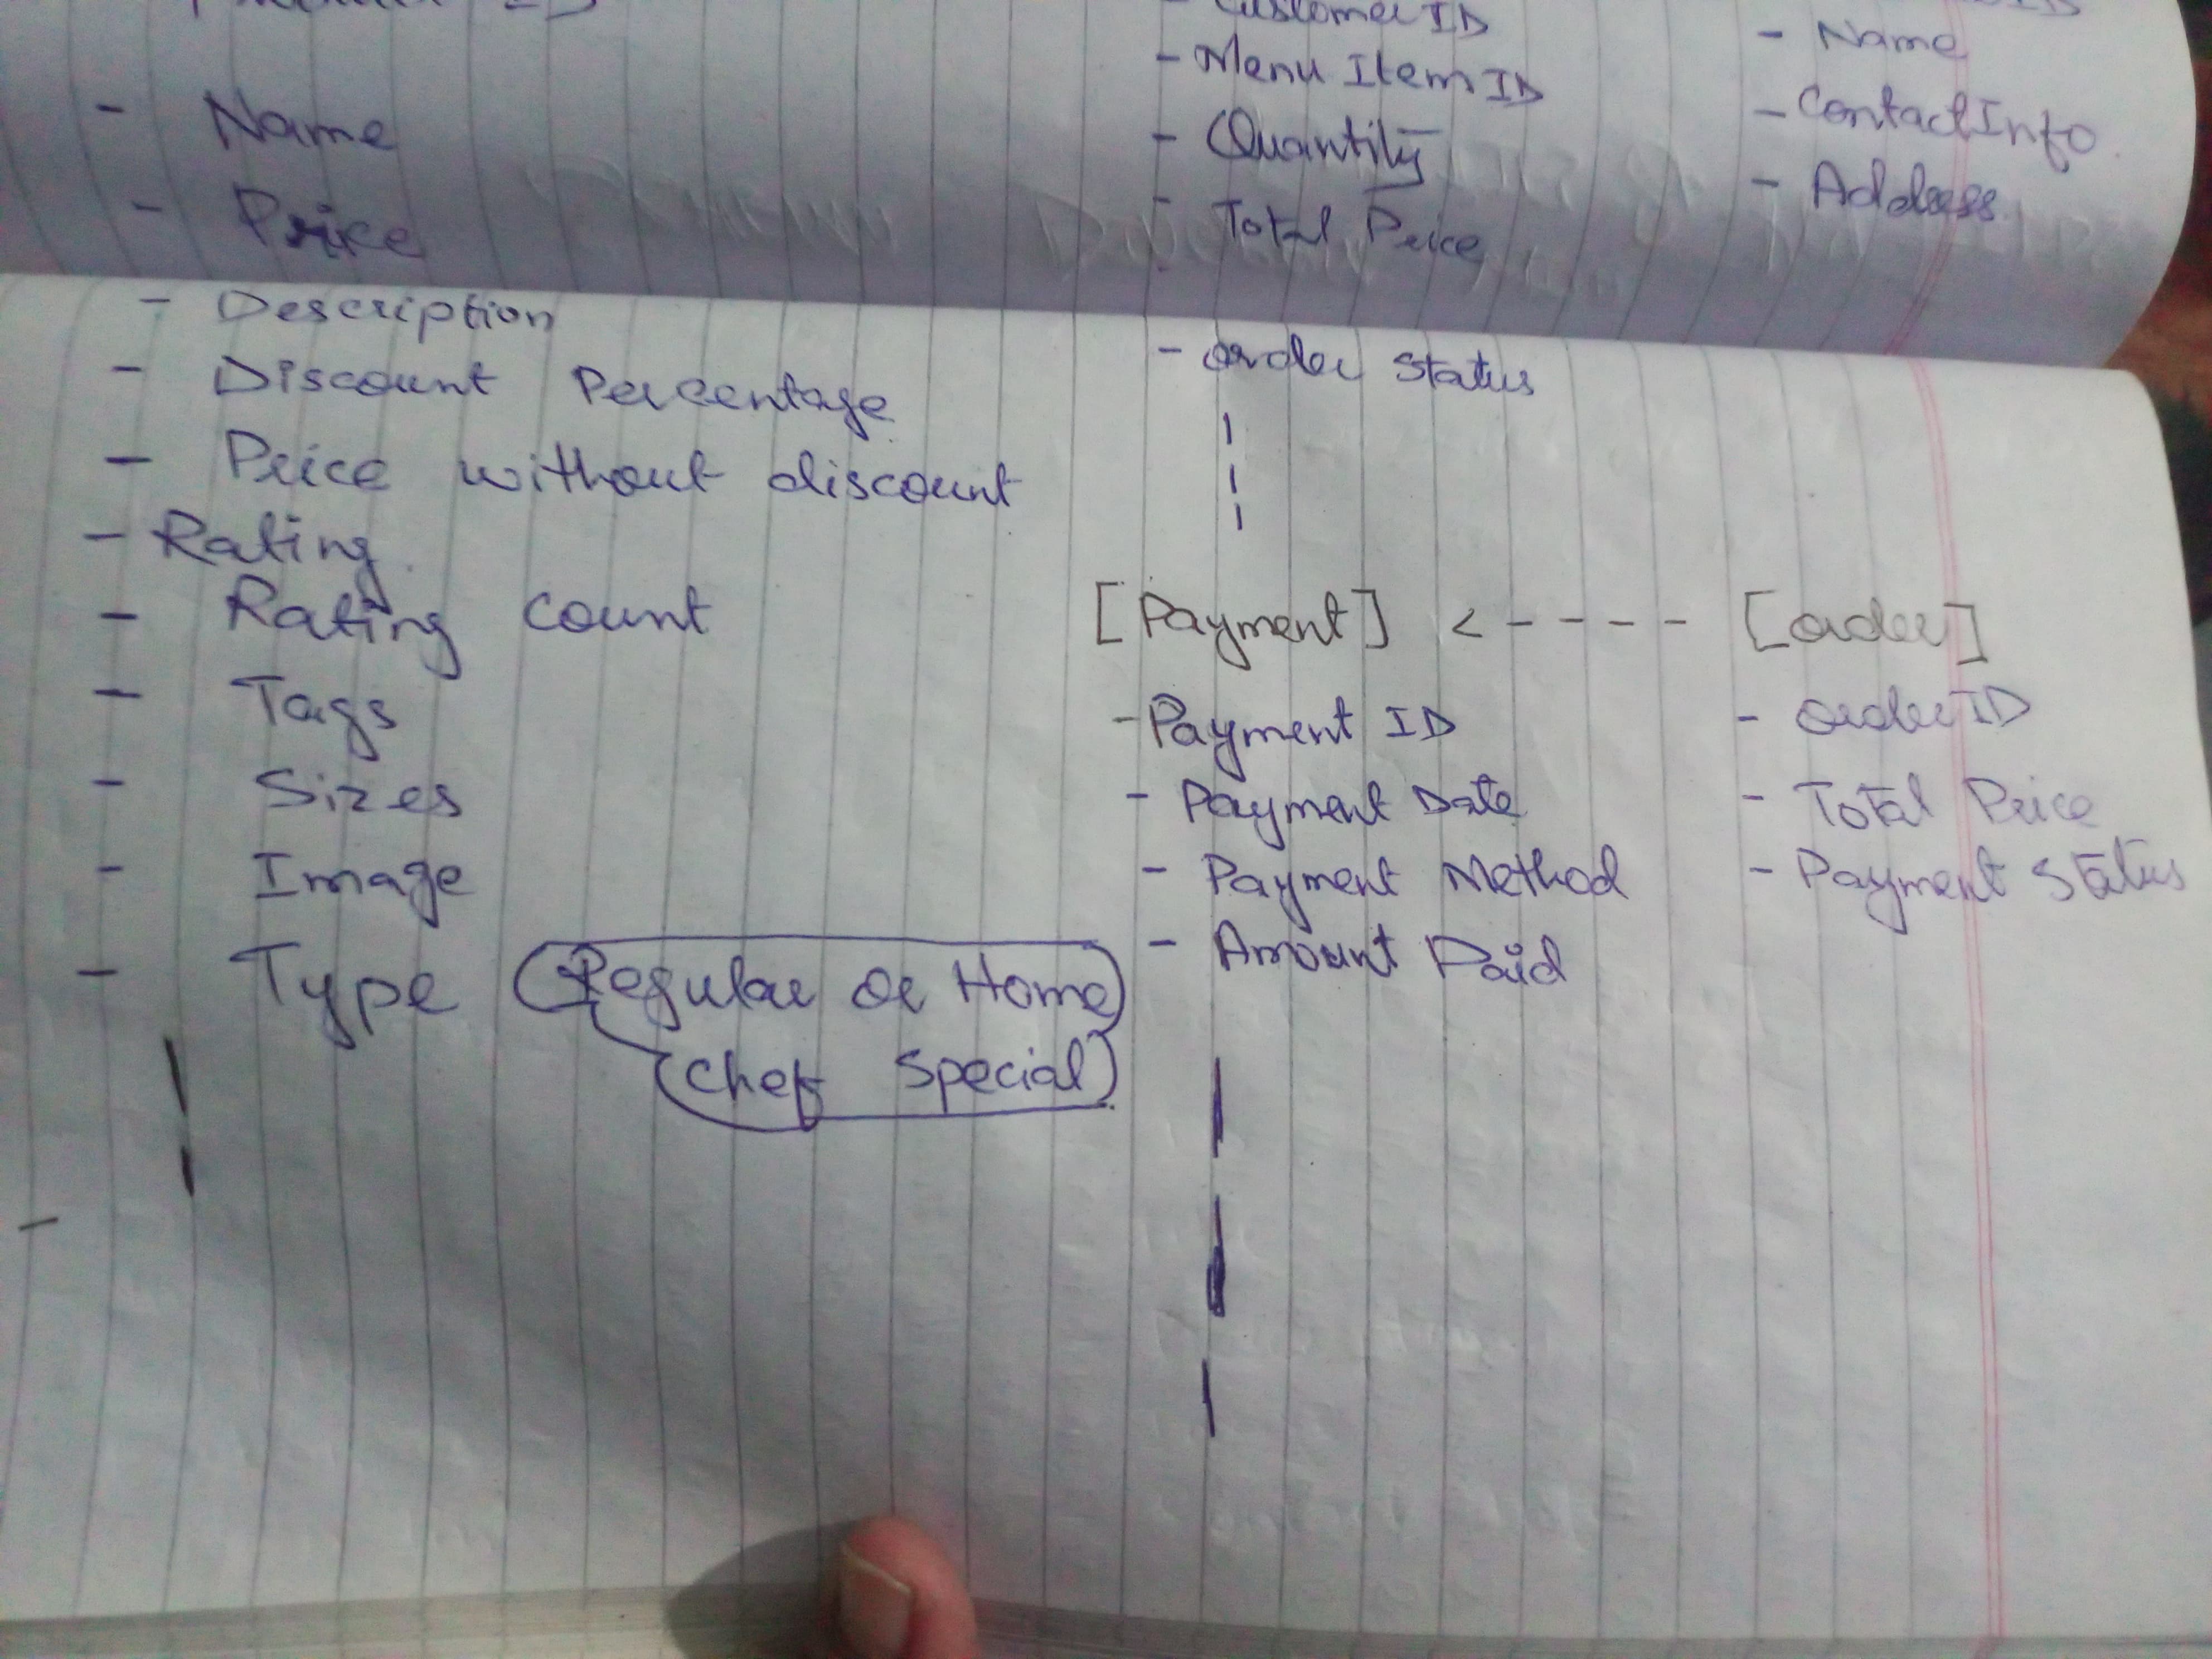 - Name
- Price
- Description
- Discount Percentage
- Price without discount
- Rating
- Rating count
- Tags
- Sizes
- Image
- Type (Regular or Home
(Chef Special)
- Customer ID
- Menu Item ID
- Quantity
- Total Price
- order status
[Payment] <----
- Payment ID
- Payment Date
- Payment Method
- Amount Paid
- Name
- Contact Info
- Address
[order]
- order ID
- Total Price
- Payment Status